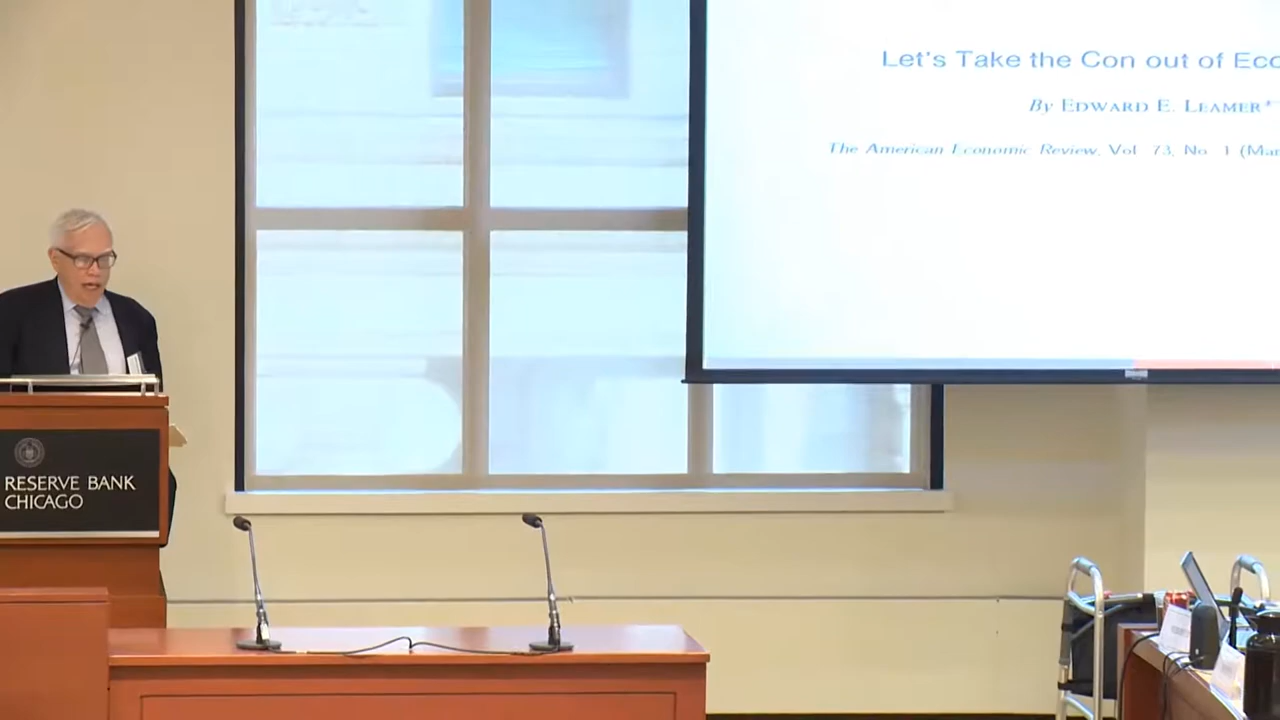 Let's Take the Con out of Eco
By EDWARD E. LEAMER*
The American Economic Review, Vol. 73, No. 1 (Mar
RESERVE BANK
CHICAGO